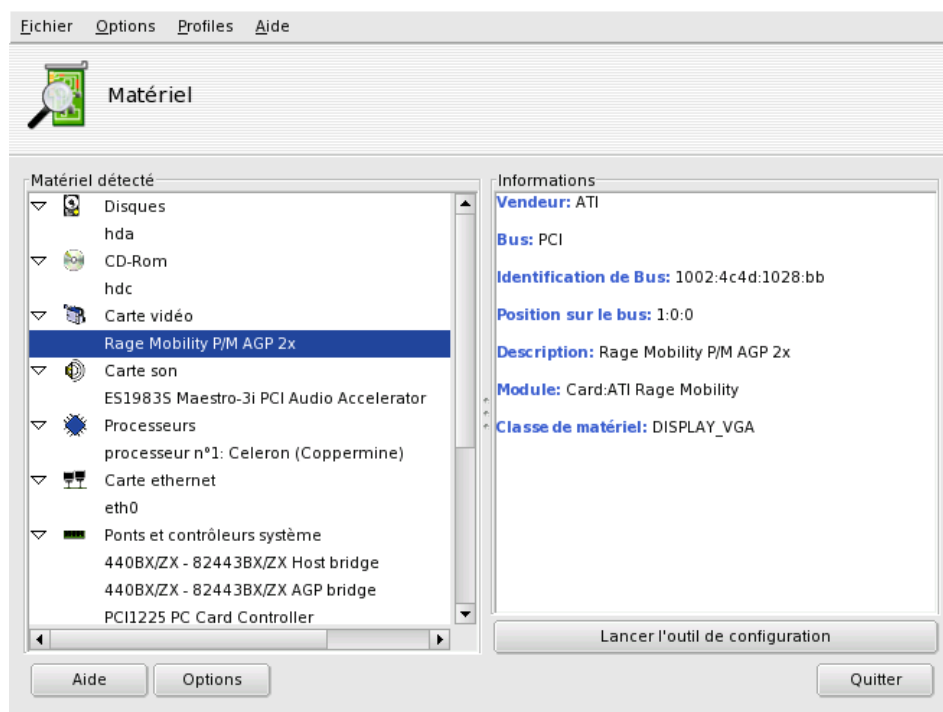 Fichier Options Profiles Aide
Matériel
Matériel détecté
Disques
hda
CD-Rom
hdc
Carte vidéo
Rage Mobility P/M AGP 2x
Carte son
ES1983S Maestro-3i PCI Audio Accelerator
Processeurs
processeur n°1: Celeron (Coppermine)
Carte ethernet
eth0
Ponts et contrôleurs système
440BX/ZX - 82443BX/ZX Host bridge
440BX/ZX - 82443BX/ZX AGP bridge
PCI1225 PC Card Controller
Informations
Vendeur: ATI
Bus: PCI
Identification de Bus: 1002:4c4d:1028:bb
Position sur le bus: 1:0:0
Description: Rage Mobility P/M AGP 2x
Module: Card:ATI Rage Mobility
Classe de matériel: DISPLAY_VGA
Lancer l'outil de configuration
Aide Options Quitter